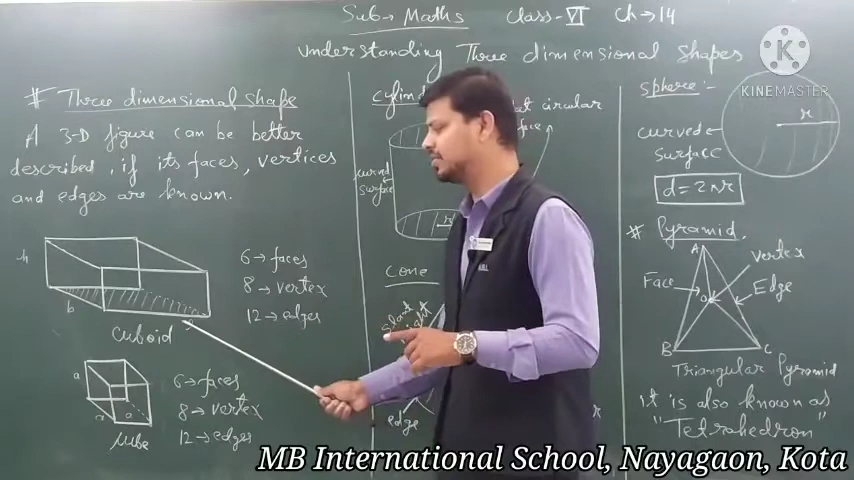 Sub → Maths Class - VI Ch → 14
Understanding Three dimensional shapes
KINEMASTER
# Three dimensional shape
A 3-D figure can be better
described, if its faces, vertices
and edges are known.
h
b
6 → faces
8 → vertex
12 → edges
Cuboid
a
a
6 → faces
8 → vertex
12 → edges
Cube
circular
curved
surface
r
Cone
edge
sphere :-
r
curved
surface
d = 2πr
# Pyramid.
A
vertex
Face
Edge
B
C
Triangular Pyramid
It is also known as
"Tetrahedron"
MB International School, Nayagaon, Kota